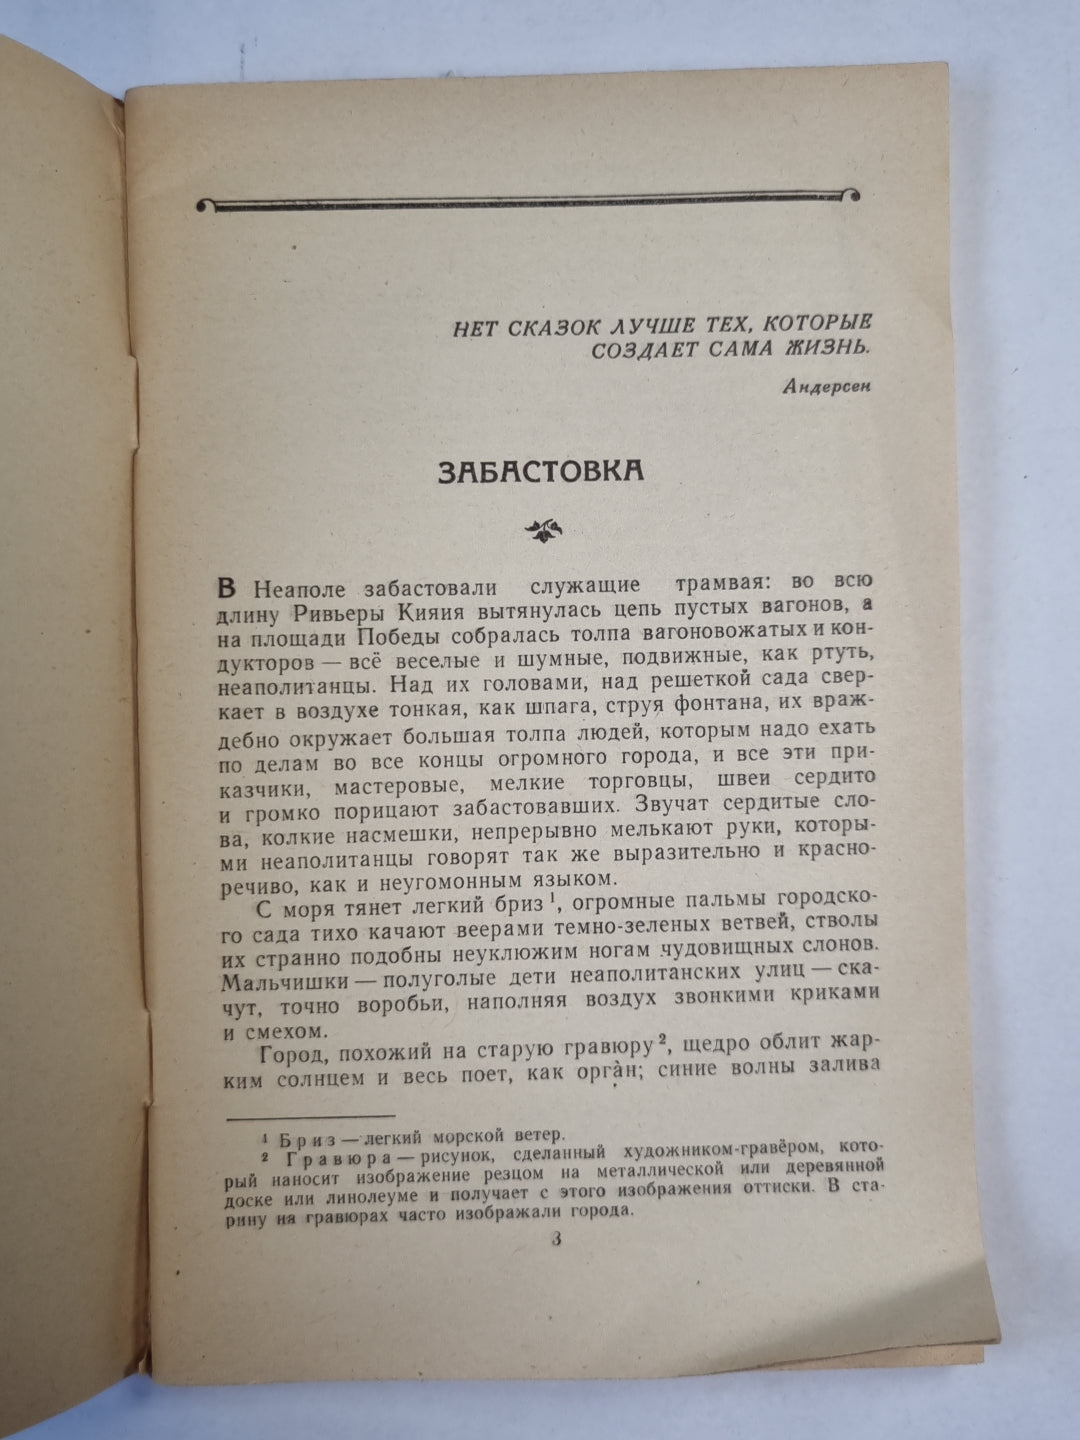 НЕТ СКАЗОК ЛУЧШЕ ТЕХ, КОТОРЫЕ
СОЗДАЕТ САМА ЖИЗНЬ.
Андерсен
ЗАБАСТОВКА
В Неаполе забастовали служащие трамвая: во всю
длину Ривьеры Кияия вытянулась цепь пустых вагонов, а
на площади Победы собралась толпа вагоновожатых и кон-
дукторов — всё веселые и шумные, подвижные, как ртуть,
неаполитанцы. Над их головами, над решеткой сада свер-
кает в воздухе тонкая, как шпага, струя фонтана, их враж-
дебно окружает большая толпа людей, которым надо ехать
по делам во все концы огромного города, и все эти при-
казчики, мастеровые, мелкие торговцы, швеи сердито
и громко порицают забастовавших. Звучат сердитые сло-
ва, колкие насмешки, непрерывно мелькают руки, которы-
ми неаполитанцы говорят так же выразительно и красно-
речиво, как и неугомонным языком.
С моря тянет легкий бриз ¹, огромные пальмы городско-
го сада тихо качают веерами темно-зеленых ветвей, стволы
их странно подобны неуклюжим ногам чудовищных слонов.
Мальчишки — полуголые дети неаполитанских улиц — ска-
чут, точно воробьи, наполняя воздух звонкими криками
и смехом.
Город, похожий на старую гравюру ², щедро облит жар-
ким солнцем и весь поет, как орга̀н; синие волны залива
¹ Бриз — легкий морской ветер.
² Гравюра — рисунок, сделанный художником-гравёром, кото-
рый наносит изображение резцом на металлической или деревянной
доске или линолеуме и получает с этого изображения оттиски. В ста-
рину на гравюрах часто изображали города.
3